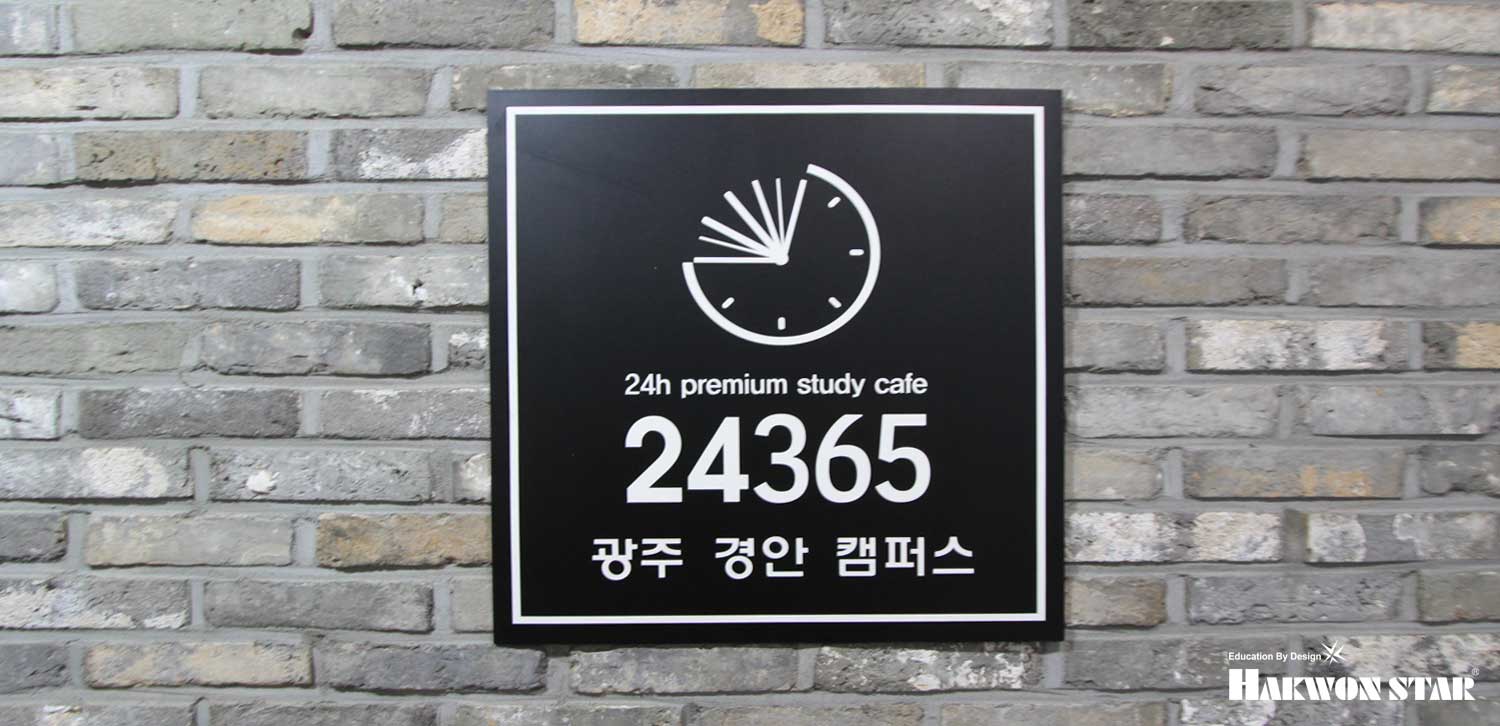 24h premium study cafe
24365
광주 경안 캠퍼스
Education By Design
HAKWON STAR®